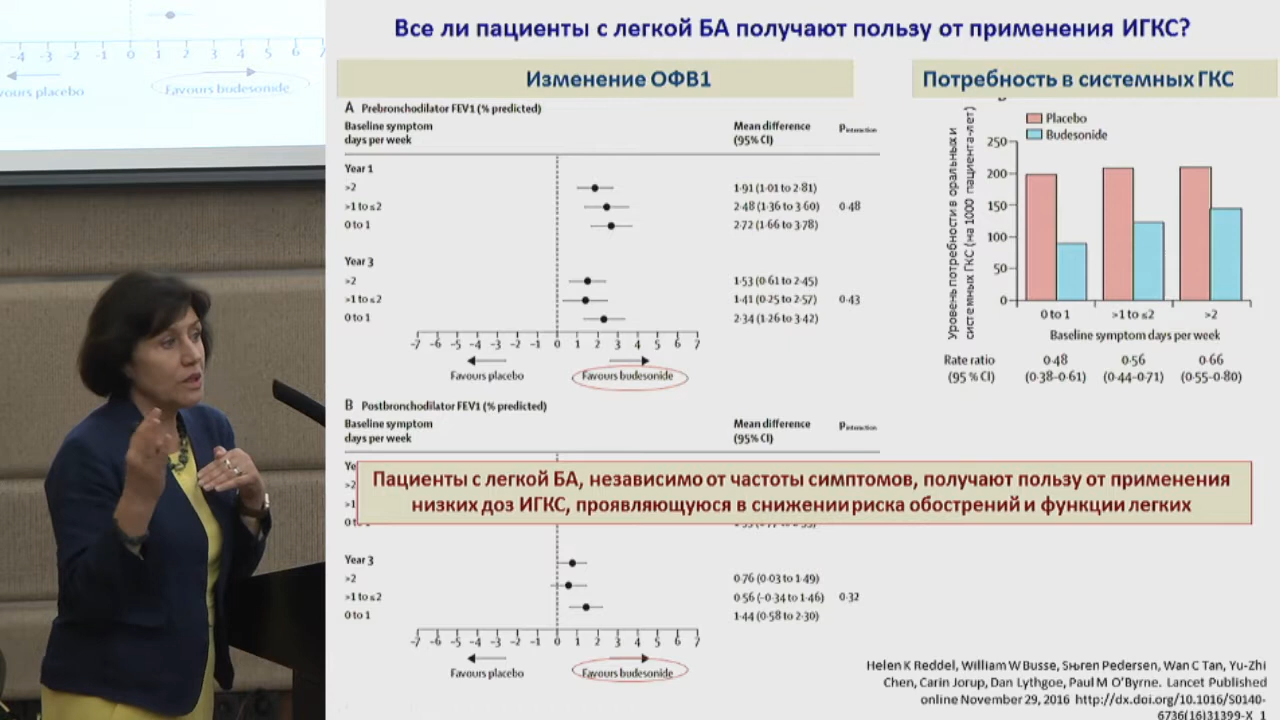 -4 -3 -2 -1 0 1 2 3 4 5 6 7
vours placebo
Favours budesonide
Все ли пациенты с легкой БА получают пользу от применения ИГКС?
Изменение ОФВ1
A Prebronchodilator FEV1 (% predicted)
Baseline symptom
days per week
Mean difference
(95% CI)
Pinteraction
Year 1
>2 1·91 (1·01 to 2·81)
>1 to ≤2 2·48 (1·36 to 3·60) 0·48
0 to 1 2·72 (1·66 to 3·78)
Year 3
>2 1·53 (0·61 to 2·45)
>1 to ≤2 1·41 (0·25 to 2·57) 0·43
0 to 1 2·34 (1·26 to 3·42)
-7 -6 -5 -4 -3 -2 -1 0 1 2 3 4 5 6 7
Favours placebo Favours budesonide
B Postbronchodilator FEV1 (% predicted)
Baseline symptom
days per week
Mean difference
(95% CI)
Pinteraction
Пациенты с легкой БА, независимо от частоты симптомов, получают пользу от применения
низких доз ИГКС, проявляющуюся в снижении риска обострений и функции легких
Year 3
>2 0·76 (0·03 to 1·49)
>1 to ≤2 0·56 (-0·34 to 1·46) 0·32
0 to 1 1·44 (0·58 to 2·30)
-7 -6 -5 -4 -3 -2 -1 0 1 2 3 4 5 6 7
Favours placebo Favours budesonide
Потребность в системных ГКС
Placebo
Budesonide
Уровень потребности в оральных и
системных ГКС (на 1000 пациента-лет)
250
200
150
100
50
0
0 to 1 >1 to ≤2 >2
Baseline symptom days per week
Rate ratio 0·48 0·56 0·66
(95% CI) (0·38–0·61) (0·44–0·71) (0·55–0·80)
Helen K Reddel, William W Busse, Sшren Pedersen, Wan C Tan, Yu-Zhi
Chen, Carin Jorup, Dan Lythgoe, Paul M O'Byrne. Lancet Published
online November 29, 2016 http://dx.doi.org/10.1016/S0140-
6736(16)31399-X 1